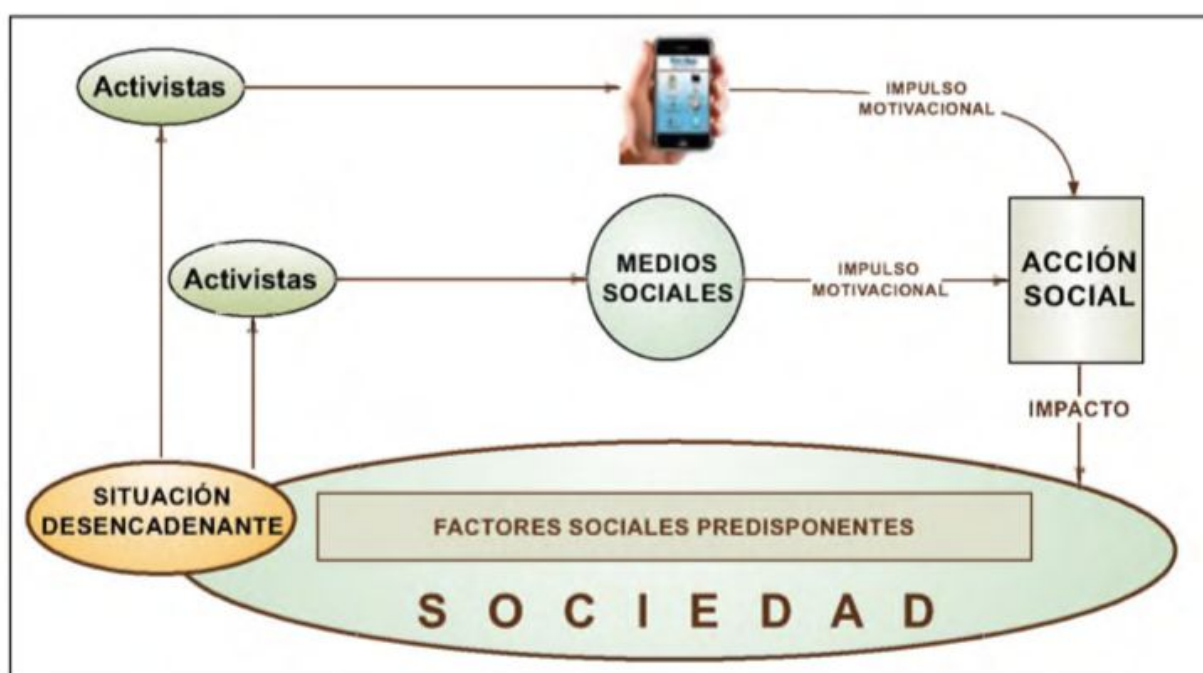 Activistas
IMPULSO
MOTIVACIONAL
Activistas
MEDIOS
SOCIALES
IMPULSO
MOTIVACIONAL
ACCIÓN
SOCIAL
IMPACTO
SITUACIÓN
DESENCADENANTE
FACTORES SOCIALES PREDISPONENTES
S O C I E D A D